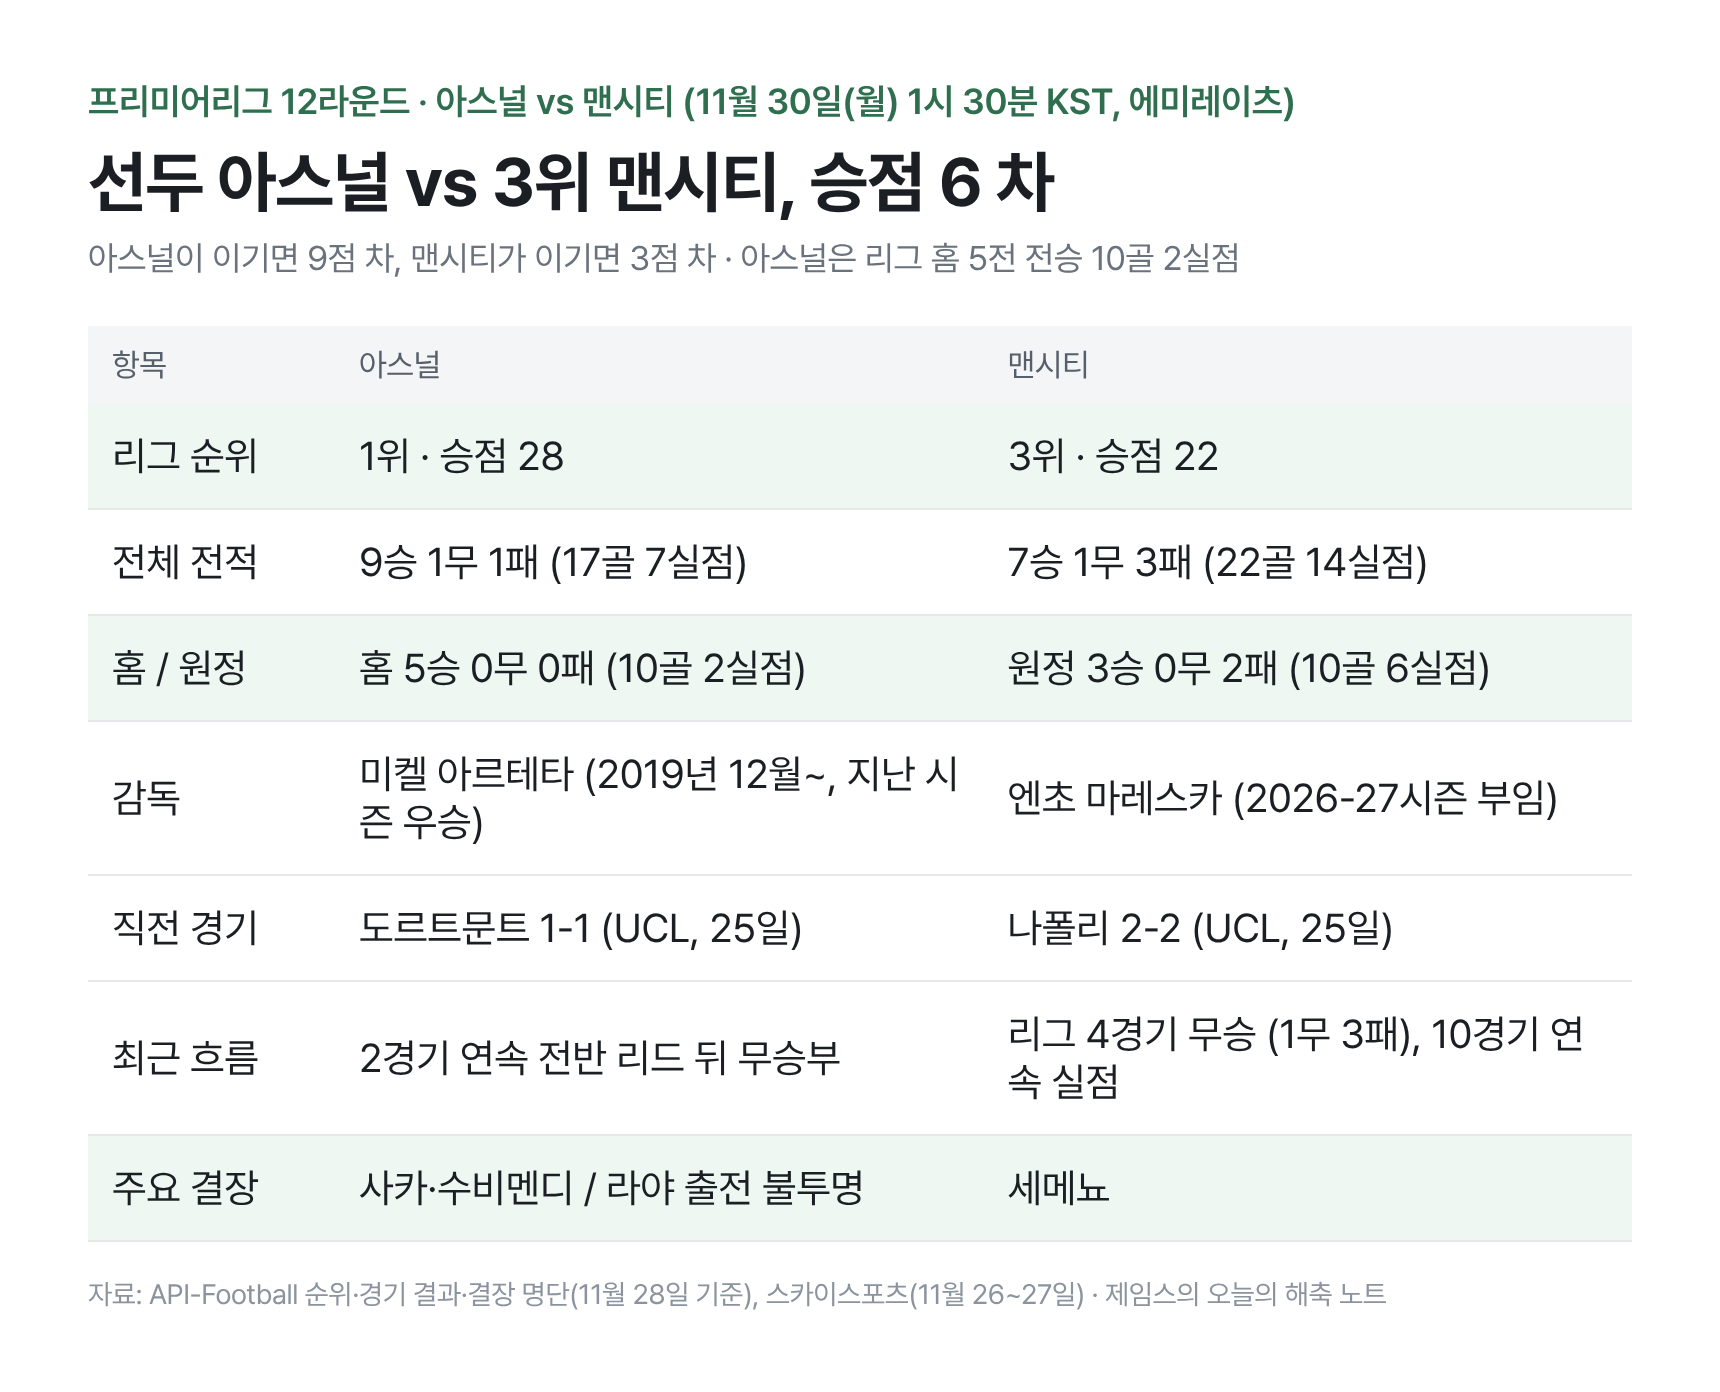 프리미어리그 12라운드 · 아스널 vs 맨시티 (11월 30일(월) 1시 30분 KST, 에미레이츠)
선두 아스널 vs 3위 맨시티, 승점 6 차
아스널이 이기면 9점 차, 맨시티가 이기면 3점 차 · 아스널은 리그 홈 5전 전승 10골 2실점
항목 아스널 맨시티
리그 순위 1위 · 승점 28 3위 · 승점 22
전체 전적 9승 1무 1패 (17골 7실점) 7승 1무 3패 (22골 14실점)
홈 / 원정 홈 5승 0무 0패 (10골 2실점) 원정 3승 0무 2패 (10골 6실점)
감독 미켈 아르테타 (2019년 12월~, 지난 시
즌 우승) 엔초 마레스카 (2026-27시즌 부임)
직전 경기 도르트문트 1-1 (UCL, 25일) 나폴리 2-2 (UCL, 25일)
최근 흐름 2경기 연속 전반 리드 뒤 무승부 리그 4경기 무승 (1무 3패), 10경기 연
속 실점
주요 결장 사카·수비멘디 / 라야 출전 불투명 세메뇨
자료: API-Football 순위·경기 결과·결장 명단(11월 28일 기준), 스카이스포츠(11월 26~27일) · 제임스의 오늘의 해축 노트